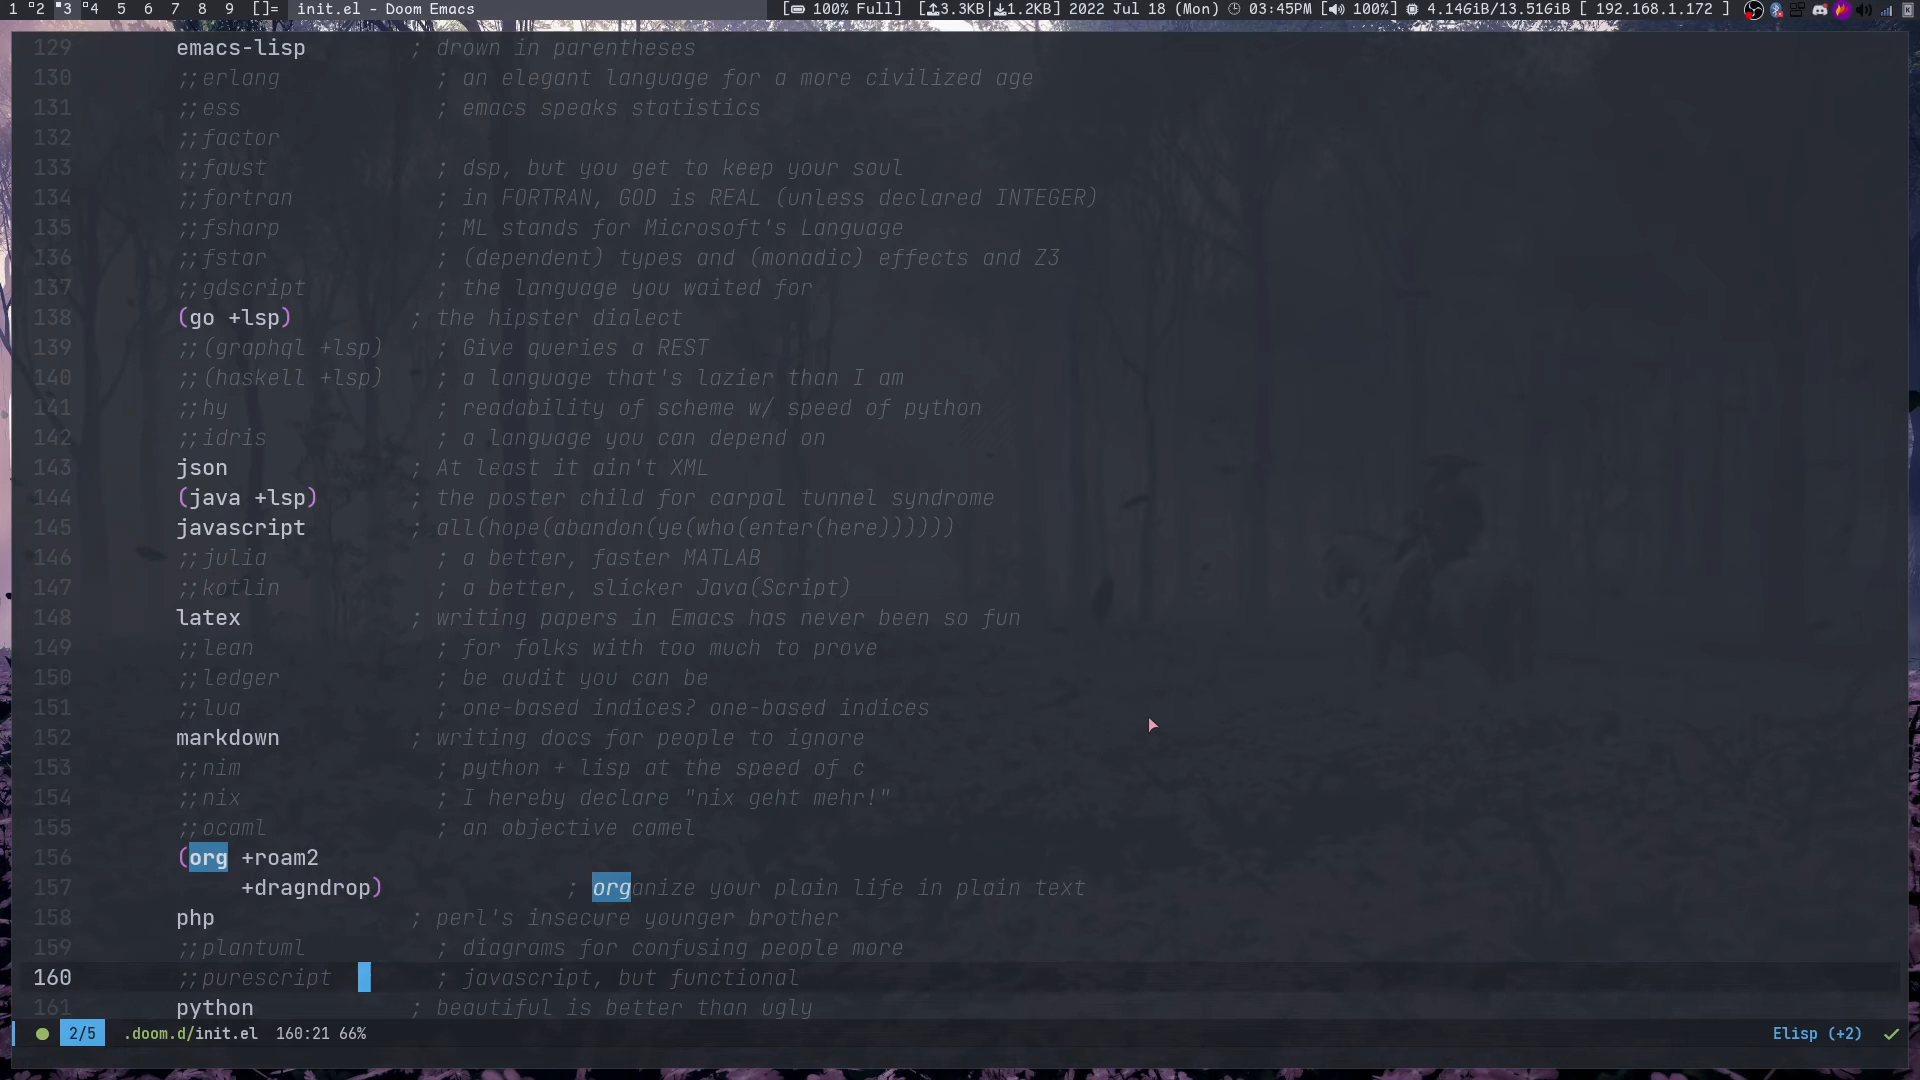 1 2 3 4 5 6 7 8 9 []= init.el - Doom Emacs [ 100% Full] [3.3KB|1.2KB] 2022 Jul 18 (Mon) 03:45PM [ 100%] 4.14GiB/13.51GiB [ 192.168.1.172 ]
129 emacs-lisp ; drown in parentheses
130 ;;erlang ; an elegant language for a more civilized age
131 ;;ess ; emacs speaks statistics
132 ;;factor
133 ;;faust ; dsp, but you get to keep your soul
134 ;;fortran ; in FORTRAN, GOD is REAL (unless declared INTEGER)
135 ;;fsharp ; ML stands for Microsoft's Language
136 ;;fstar ; (dependent) types and (monadic) effects and Z3
137 ;;gdscript ; the language you waited for
138 (go +lsp) ; the hipster dialect
139 ;;(graphql +lsp) ; Give queries a REST
140 ;;(haskell +lsp) ; a language that's lazier than I am
141 ;;hy ; readability of scheme w/ speed of python
142 ;;idris ; a language you can depend on
143 json ; At least it ain't XML
144 (java +lsp) ; the poster child for carpal tunnel syndrome
145 javascript ; all(hope(abandon(ye(who(enter(here))))))
146 ;;julia ; a better, faster MATLAB
147 ;;kotlin ; a better, slicker Java(Script)
148 latex ; writing papers in Emacs has never been so fun
149 ;;lean ; for folks with too much to prove
150 ;;ledger ; be audit you can be
151 ;;lua ; one-based indices? one-based indices
152 markdown ; writing docs for people to ignore
153 ;;nim ; python + lisp at the speed of c
154 ;;nix ; I hereby declare "nix geht mehr!"
155 ;;ocaml ; an objective camel
156 (org +roam2
157 +dragndrop) ; organize your plain life in plain text
158 php ; perl's insecure younger brother
159 ;;plantuml ; diagrams for confusing people more
160 ;;purescript ; javascript, but functional
161 python ; beautiful is better than ugly
2/5 .doom.d/init.el 160:21 66% Elisp (+2)